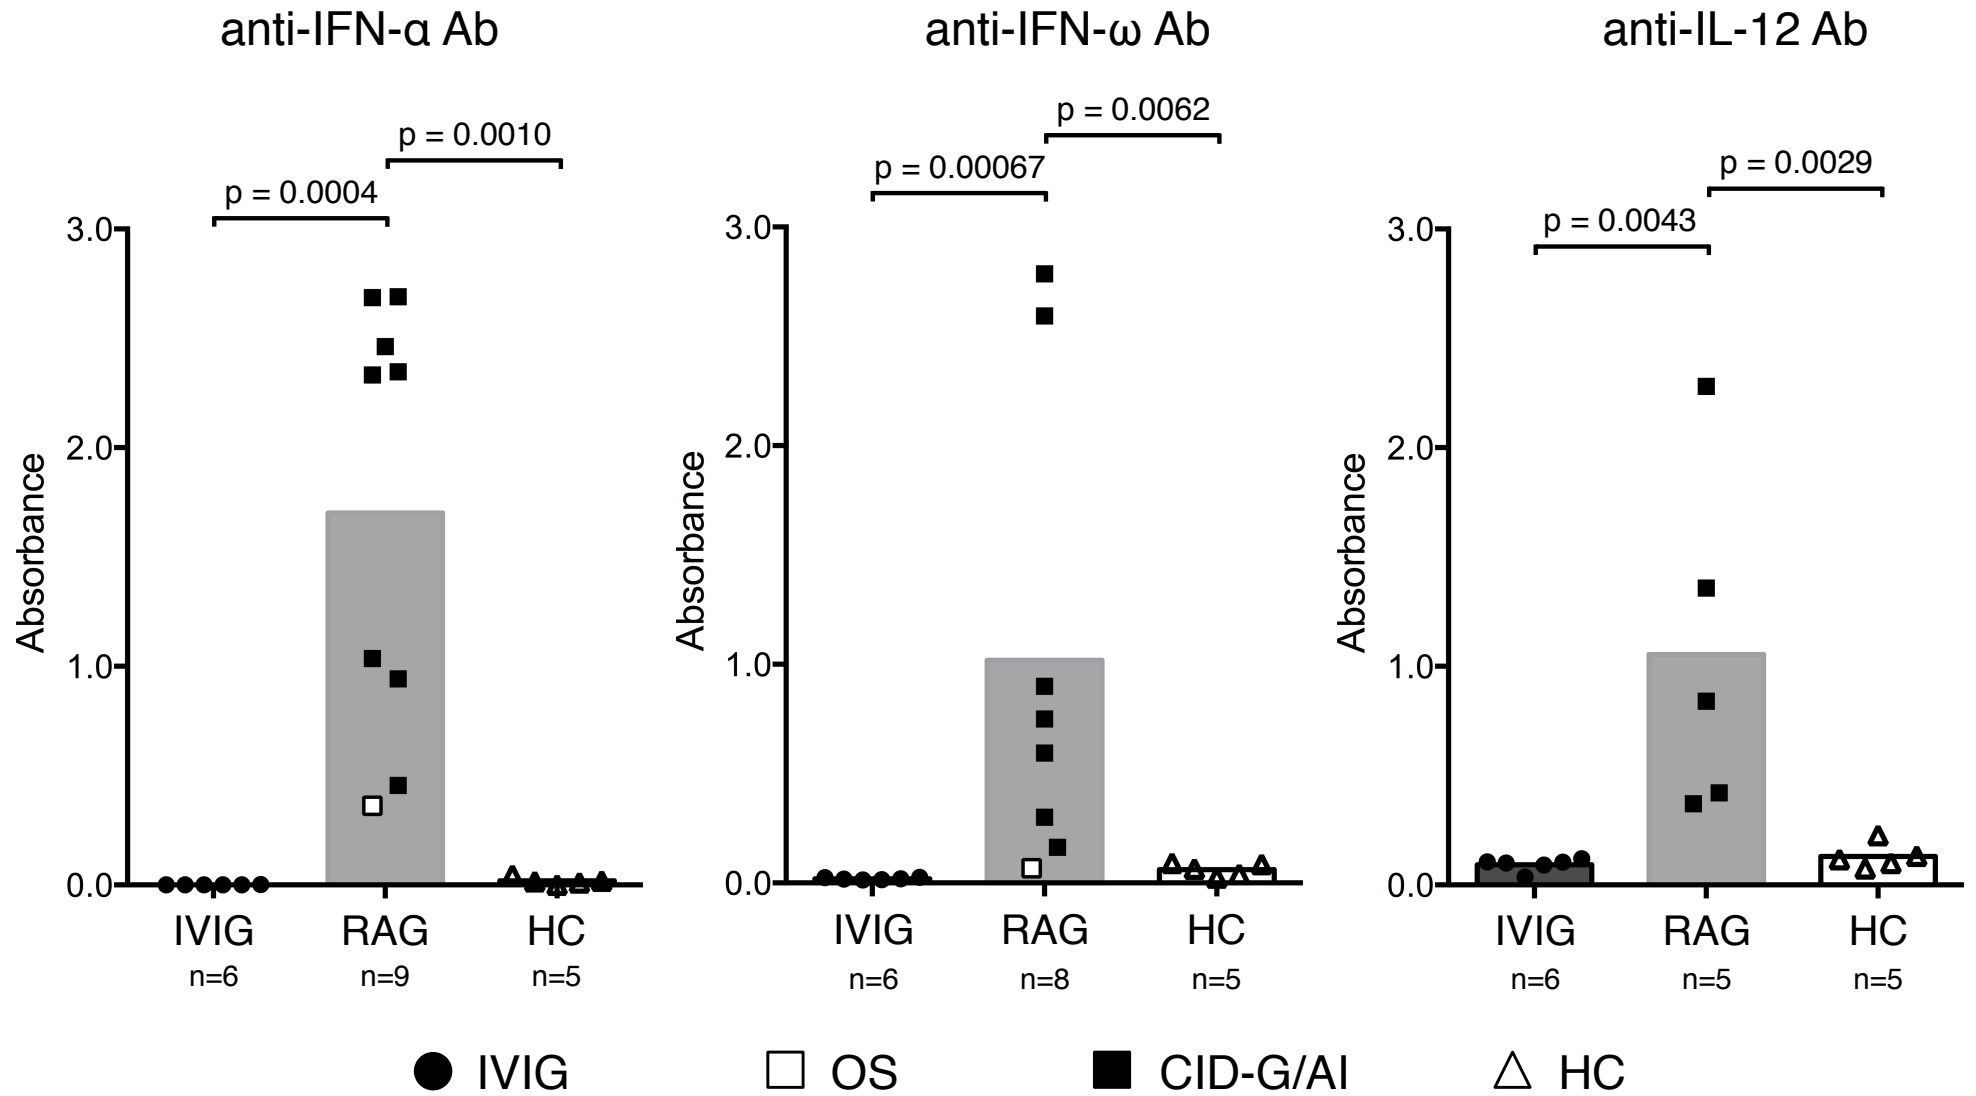 anti-IFN-α Ab
p = 0.0010
p = 0.0004
3.0
2.0
1.0
0.0
Absorbance
IVIG RAG HC
n=6 n=9 n=5
anti-IFN-ω Ab
p = 0.0062
p = 0.00067
3.0
2.0
1.0
0.0
Absorbance
IVIG RAG HC
n=6 n=8 n=5
anti-IL-12 Ab
p = 0.0029
p = 0.0043
3.0
2.0
1.0
0.0
Absorbance
IVIG RAG HC
n=6 n=5 n=5
IVIG OS CID-G/AI HC